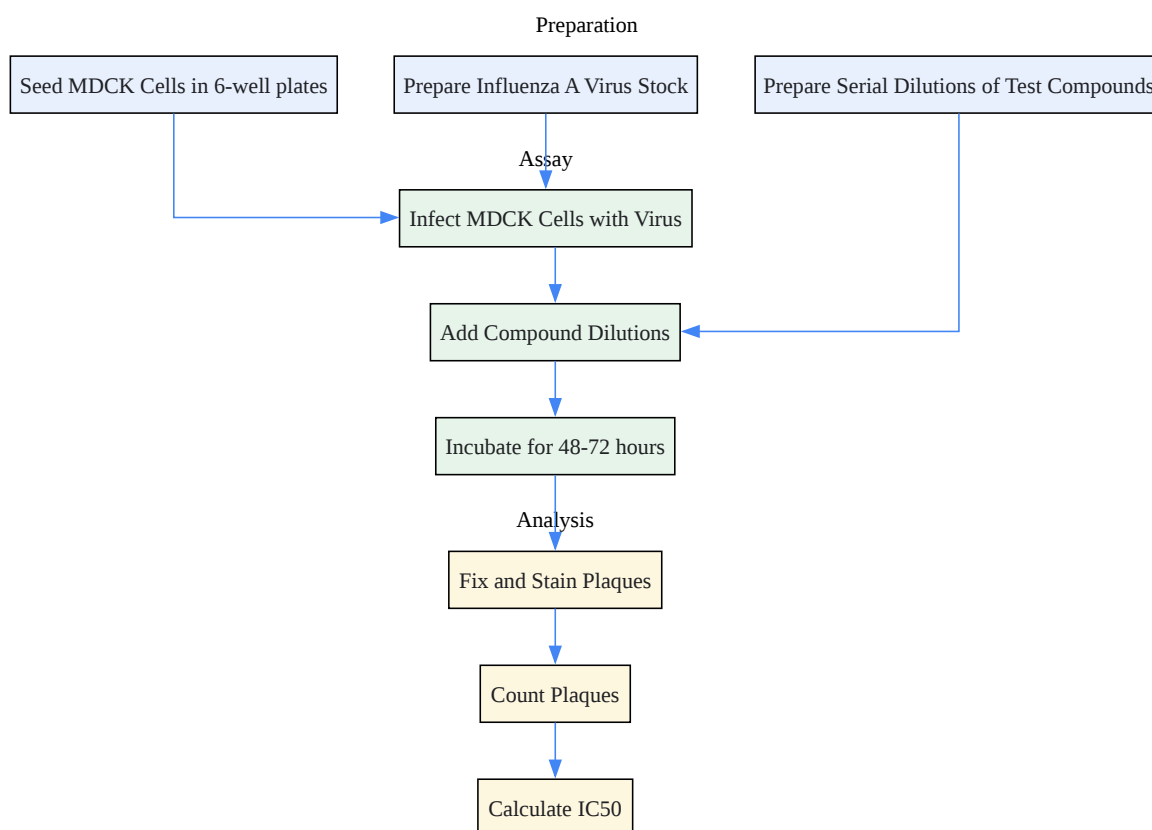 Preparation
Seed MDCK Cells in 6-well plates
Prepare Influenza A Virus Stock
Prepare Serial Dilutions of Test Compounds
Assay
Infect MDCK Cells with Virus
Add Compound Dilutions
Incubate for 48-72 hours
Analysis
Fix and Stain Plaques
Count Plaques
Calculate IC50